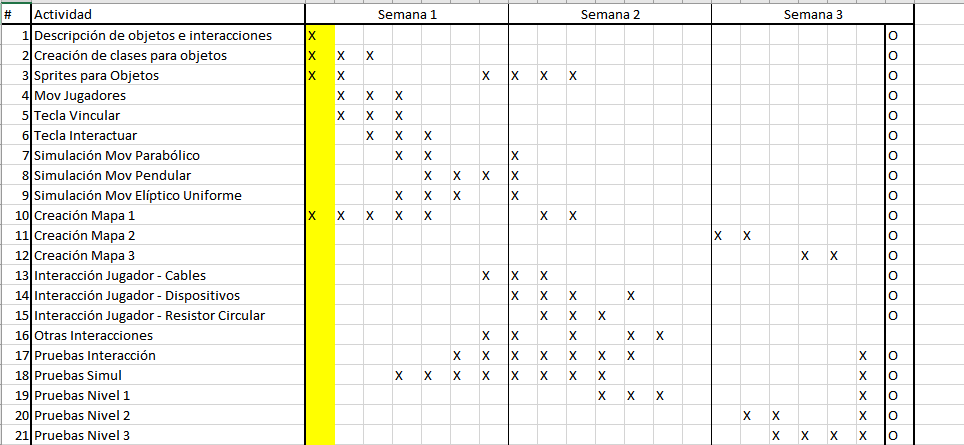 # Actividad Semana 1 Semana 2 Semana 3
1 Descripción de objetos e interacciones X O
2 Creación de clases para objetos X X X O
3 Sprites para Objetos X X X X X X O
4 Mov Jugadores X X X O
5 Tecla Vincular X X X O
6 Tecla Interactuar X X X O
7 Simulación Mov Parabólico X X X O
8 Simulación Mov Pendular X X X X O
9 Simulación Mov Elíptico Uniforme X X X X O
10 Creación Mapa 1 X X X X X X X O
11 Creación Mapa 2 X X O
12 Creación Mapa 3 X X O
13 Interacción Jugador - Cables X X X O
14 Interacción Jugador - Dispositivos X X X X O
15 Interacción Jugador - Resistor Circular X X X O
16 Otras Interacciones X X X X X
17 Pruebas Interacción X X X X X X X X O
18 Pruebas Simul X X X X X X X X X O
19 Pruebas Nivel 1 X X X X O
20 Pruebas Nivel 2 X X X O
21 Pruebas Nivel 3 X X X X O